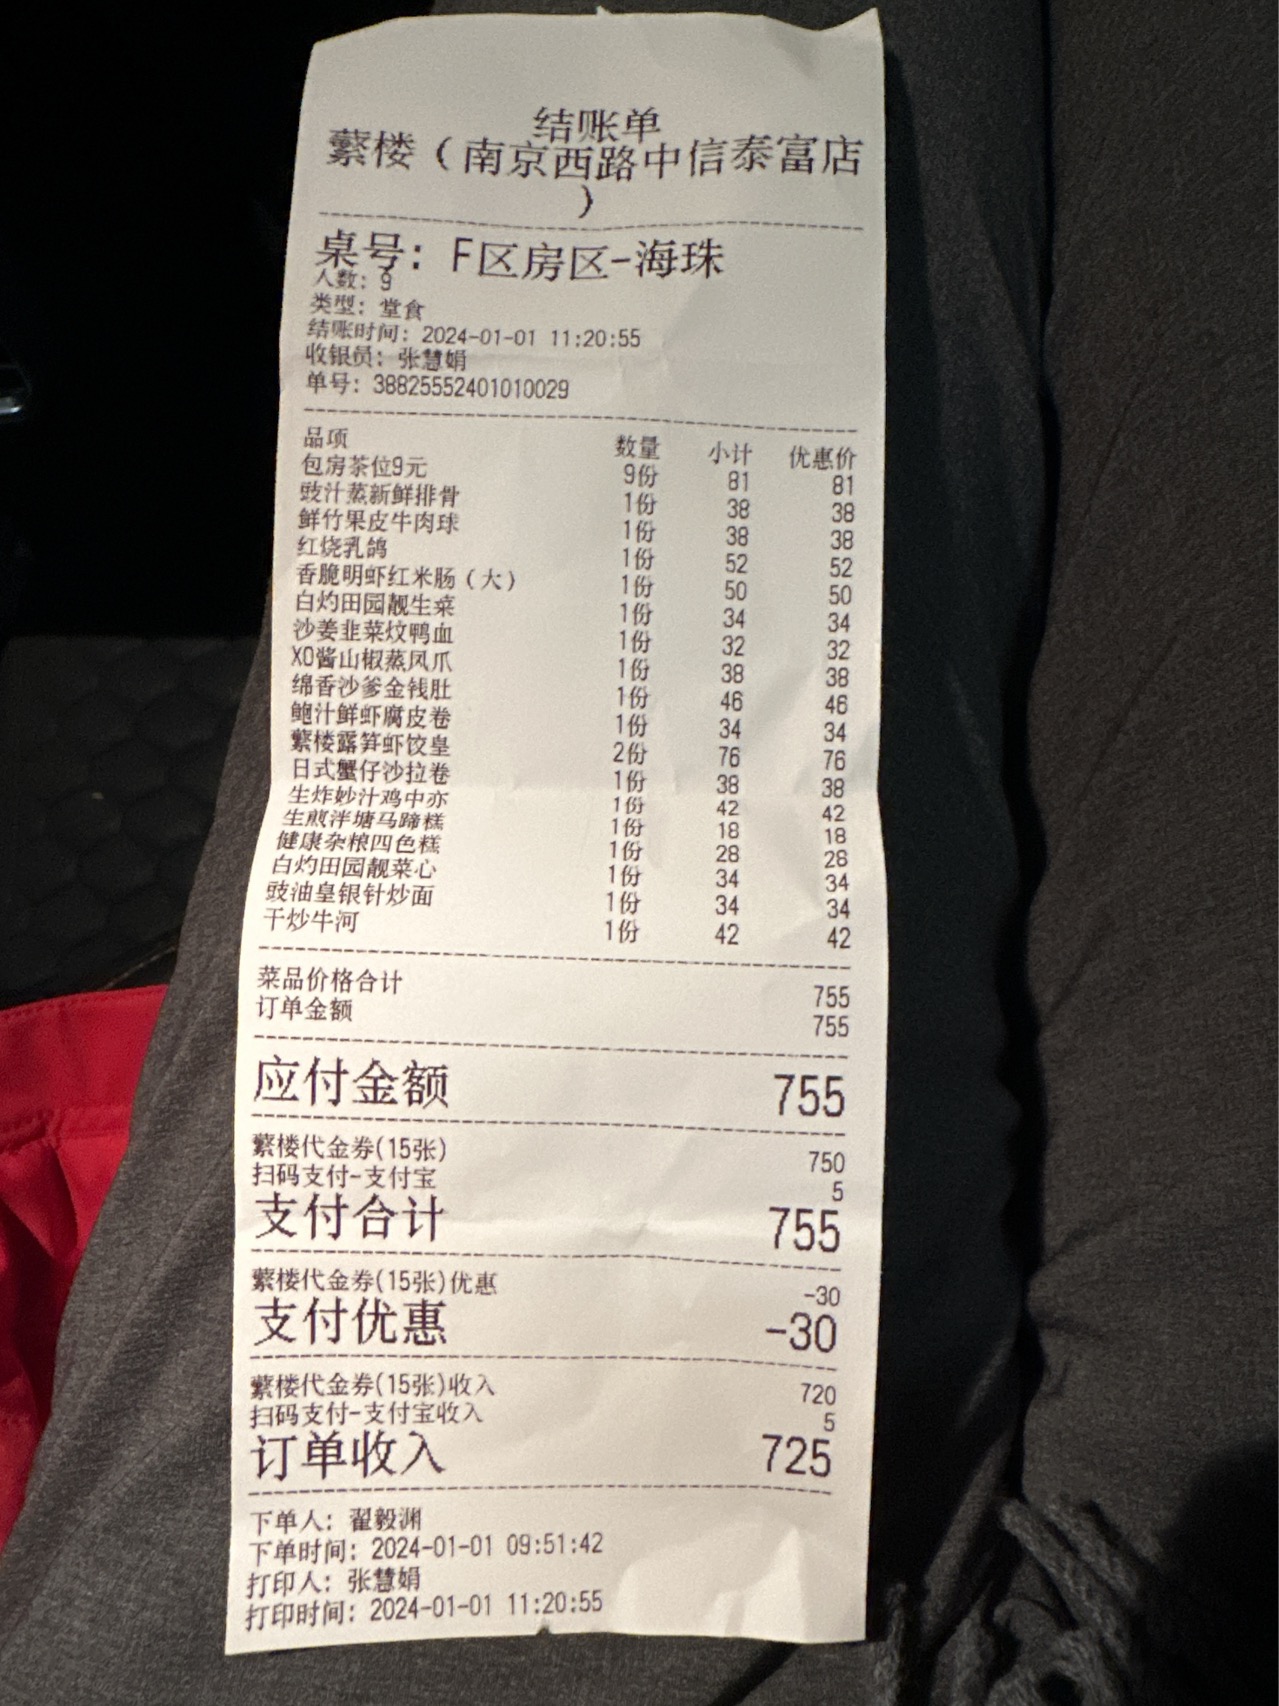 结账单
蘩楼（南京西路中信泰富店
）
桌号：F区房区-海珠
人数：9
类型：堂食
结账时间：2024-01-01 11:20:55
收银员：张慧娟
单号：38825552401010029
品项 数量 小计 优惠价
包房茶位9元 9份 81 81
豉汁蒸新鲜排骨 1份 38 38
鲜竹果皮牛肉球 1份 38 38
红烧乳鸽 1份 52 52
香脆明虾红米肠（大） 1份 50 50
白灼田园靓生菜 1份 34 34
沙姜韭菜炆鸭血 1份 32 32
XO酱山椒蒸凤爪 1份 38 38
绵香沙爹金钱肚 1份 46 46
鲍汁鲜虾腐皮卷 1份 34 34
蘩楼露笋虾饺皇 2份 76 76
日式蟹仔沙拉卷 1份 38 38
生炸妙汁鸡中亦 1份 42 42
生煎泮塘马蹄糕 1份 18 18
健康杂粮四色糕 1份 28 28
白灼田园靓菜心 1份 34 34
豉油皇银针炒面 1份 34 34
干炒牛河 1份 42 42
菜品价格合计 755
订单金额 755
应付金额 755
蘩楼代金券(15张) 750
扫码支付-支付宝 5
支付合计 755
蘩楼代金券(15张)优惠 -30
支付优惠 -30
蘩楼代金券(15张)收入 720
扫码支付-支付宝收入 5
订单收入 725
下单人：翟毅渊
下单时间：2024-01-01 09:51:42
打印人：张慧娟
打印时间：2024-01-01 11:20:55